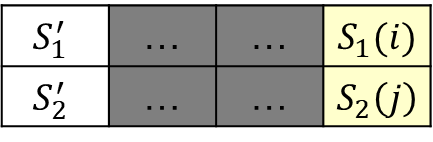 S′₁ … … S₁(i)
S′₂ … … S₂(j)